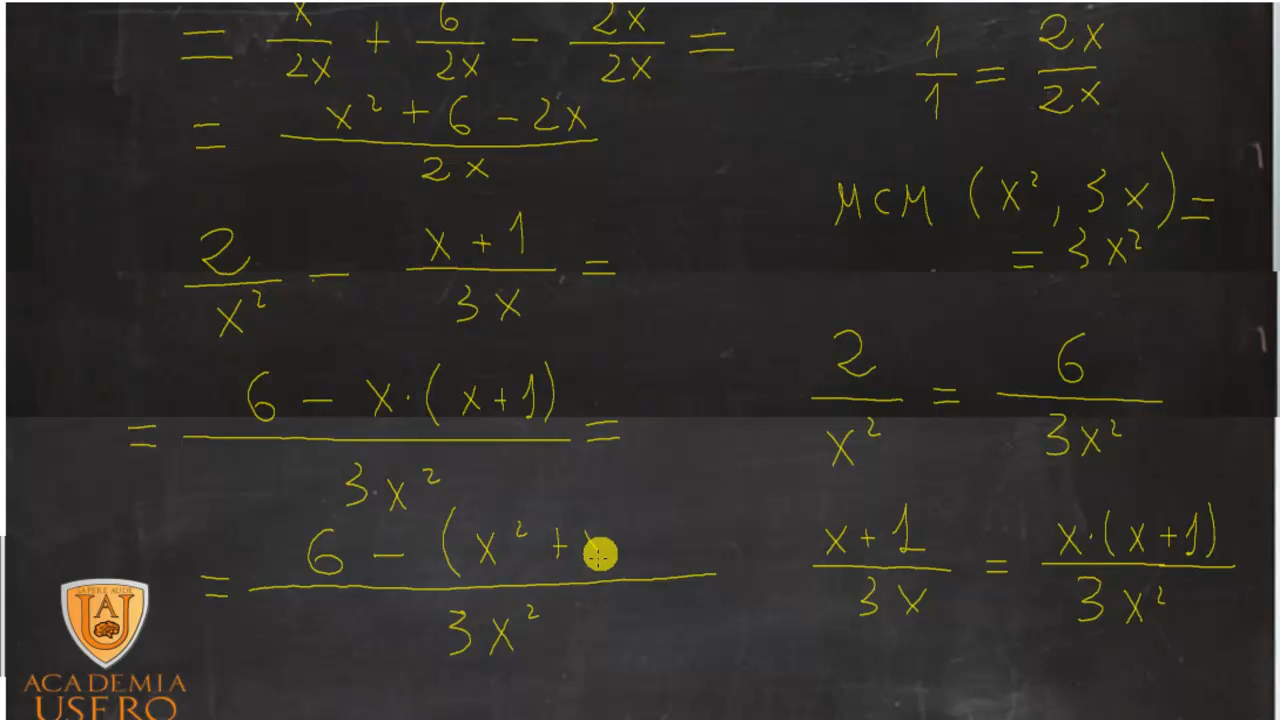 = x/2x + 6/2x - 2x/2x =
1/1 = 2x/2x
= x² + 6 - 2x / 2x
MCM (x², 3x) =
= 3x²
2/x² - x + 1/3x =
2/x² = 6/3x²
= 6 - x·(x+1) / 3x² =
x+1/3x = x·(x+1)/3x²
= 6 - (x² + / 3x²
SAPERE AUDE
UA
ACADEMIA
USERO